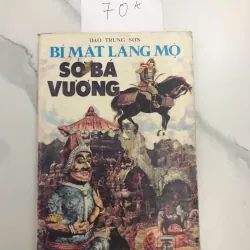 70k
ĐÀO TRUNG SƠN
BÍ MẬT LĂNG MỘ
SỞ BÁ
VƯƠNG